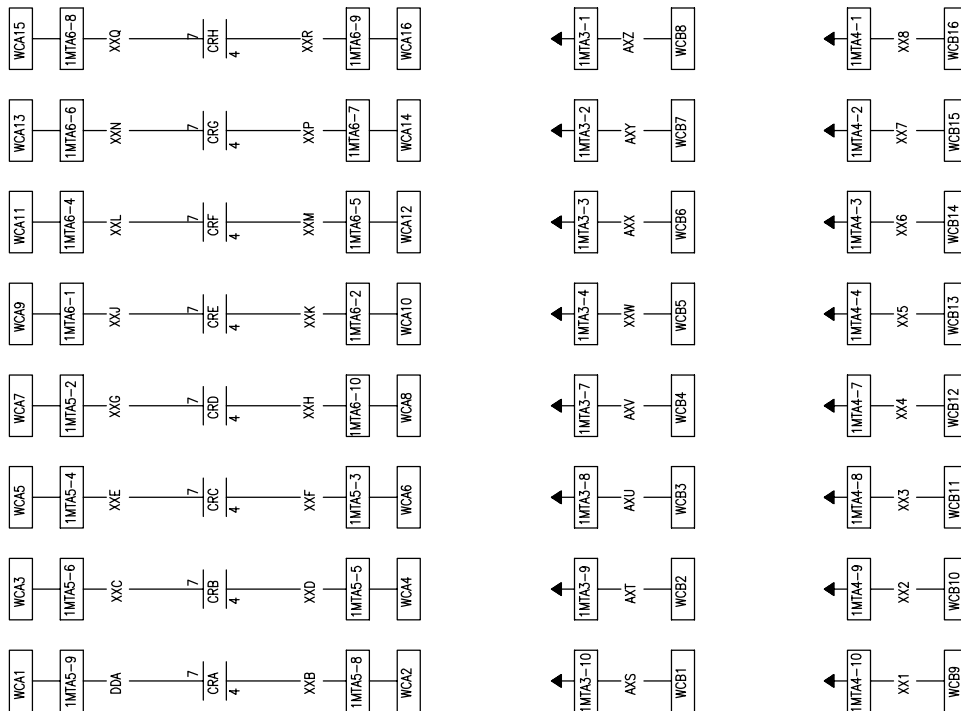 WCA15 1MTA6-8 XXQ 7 CRH 4 XXR 1MTA6-9 WCA16
1MTA3-1 AXZ WCB8
1MTA4-1 XX8 WCB16
WCA13 1MTA6-6 XXN 7 CRG 4 XXP 1MTA6-7 WCA14
1MTA3-2 AXY WCB7
1MTA4-2 XX7 WCB15
WCA11 1MTA6-4 XXL 7 CRF 4 XXM 1MTA6-5 WCA12
1MTA3-3 AXX WCB6
1MTA4-3 XX6 WCB14
WCA9 1MTA6-1 XXJ 7 CRE 4 XXK 1MTA6-2 WCA10
1MTA3-4 XXW WCB5
1MTA4-4 XX5 WCB13
WCA7 1MTA5-2 XXG 7 CRD 4 XXH 1MTA6-10 WCA8
1MTA3-7 AXV WCB4
1MTA4-7 XX4 WCB12
WCA5 1MTA5-4 XXE 7 CRC 4 XXF 1MTA5-3 WCA6
1MTA3-8 AXU WCB3
1MTA4-8 XX3 WCB11
WCA3 1MTA5-6 XXC 7 CRB 4 XXD 1MTA5-5 WCA4
1MTA3-9 AXT WCB2
1MTA4-9 XX2 WCB10
WCA1 1MTA5-9 DDA 7 CRA 4 XXB 1MTA5-8 WCA2
1MTA3-10 AXS WCB1
1MTA4-10 XX1 WCB9